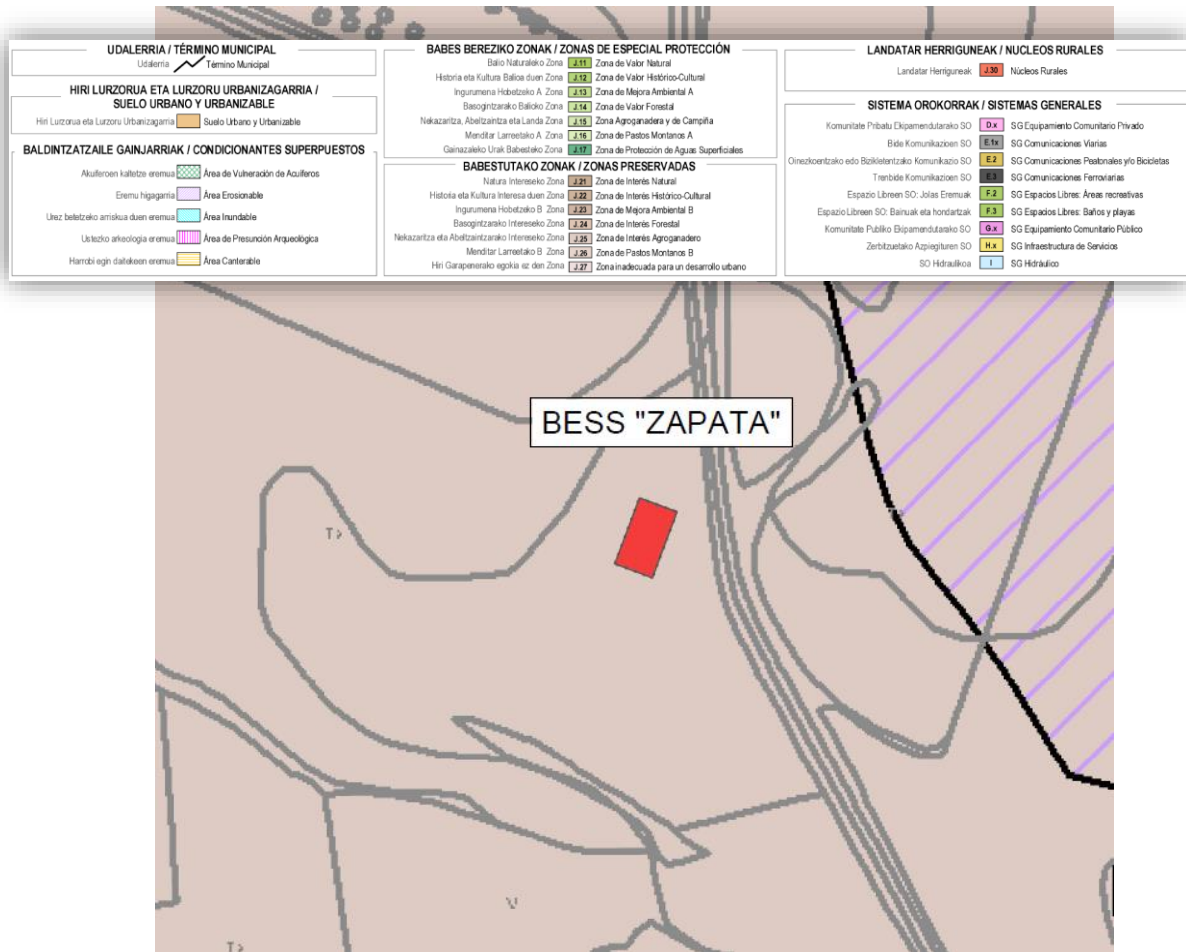 UDALERRIA / TÉRMINO MUNICIPAL
Udalerria Término Municipal
HIRI LURZORUA ETA LURZORU URBANIZAGARRIA /
SUELO URBANO Y URBANIZABLE
Hiri Lurzorua eta Lurzoru Urbanizagarria Suelo Urbano y Urbanizable
BALDINTZATZAILE GAINJARRIAK / CONDICIONANTES SUPERPUESTOS
Akuiferoen kaltetze eremua Área de Vulneración de Acuíferos
Eremu higagarria Área Erosionable
Urez betetzeko arriskua duen eremua Área Inundable
Ustezko arkeologia eremua Área de Presunción Arqueológica
Harrobi egin daitekeen eremua Área Canterable
BABES BEREZIKO ZONAK / ZONAS DE ESPECIAL PROTECCIÓN
Balio Naturaleko Zona J.11 Zona de Valor Natural
Historia eta Kultura Balioa duen Zona J.12 Zona de Valor Histórico-Cultural
Ingurumena Hobetzeko A Zona J.13 Zona de Mejora Ambiental A
Basogintzarako Balioko Zona J.14 Zona de Valor Forestal
Nekazaritza, Abeltzaintza eta Landa Zona J.15 Zona Agroganadera y de Campiña
Menditar Larreetako A Zona J.16 Zona de Pastos Montanos A
Gainazaleko Urak Babesteko Zona J.17 Zona de Protección de Aguas Superficiales
BABESTUTAKO ZONAK / ZONAS PRESERVADAS
Natura Intereseko Zona J.21 Zona de Interés Natural
Historia eta Kultura Interesa duen Zona J.22 Zona de Interés Histórico-Cultural
Ingurumena Hobetzeko B Zona J.23 Zona de Mejora Ambiental B
Basogintzako Intereseko Zona J.24 Zona de Interés Forestal
Nekazaritza eta Abeltzaintzarako Intereseko Zona J.25 Zona de Interés Agroganadero
Menditar Larreetako B Zona J.26 Zona de Pastos Montanos B
Hiri Garapenerako egokia ez den Zona J.27 Zona inadecuada para un desarrollo urbano
LANDATAR HERRIGUNEAK / NUCLEOS RURALES
Landatar Herriguneak J.30 Núcleos Rurales
SISTEMA OROKORRAK / SISTEMAS GENERALES
Komunitate Pribatu Ekipamendutarako SO D.x SG Equipamiento Comunitario Privado
Bide Komunikazioen SO E.1x SG Comunicaciones Viarias
Oinezkoentzako edo Bizikletentzako Komunikazio SO E.2 SG Comunicaciones Peatonales y/o Bicicletas
Trenbide Komunikazioen SO E.3 SG Comunicaciones Ferroviarias
Espazio Libreen SO: Jolas Eremuak F.2 SG Espacios Libres: Áreas recreativas
Espazio Libreen SO: Bainuak eta hondartzak F.3 SG Espacios Libres: Baños y playas
Komunitate Publiko Ekipamendutarako SO G.x SG Equipamiento Comunitario Público
Zerbitzuetako Azpiegituren SO H.x SG Infraestructura de Servicios
SO Hidraulikoa I SG Hidráulico
BESS "ZAPATA"